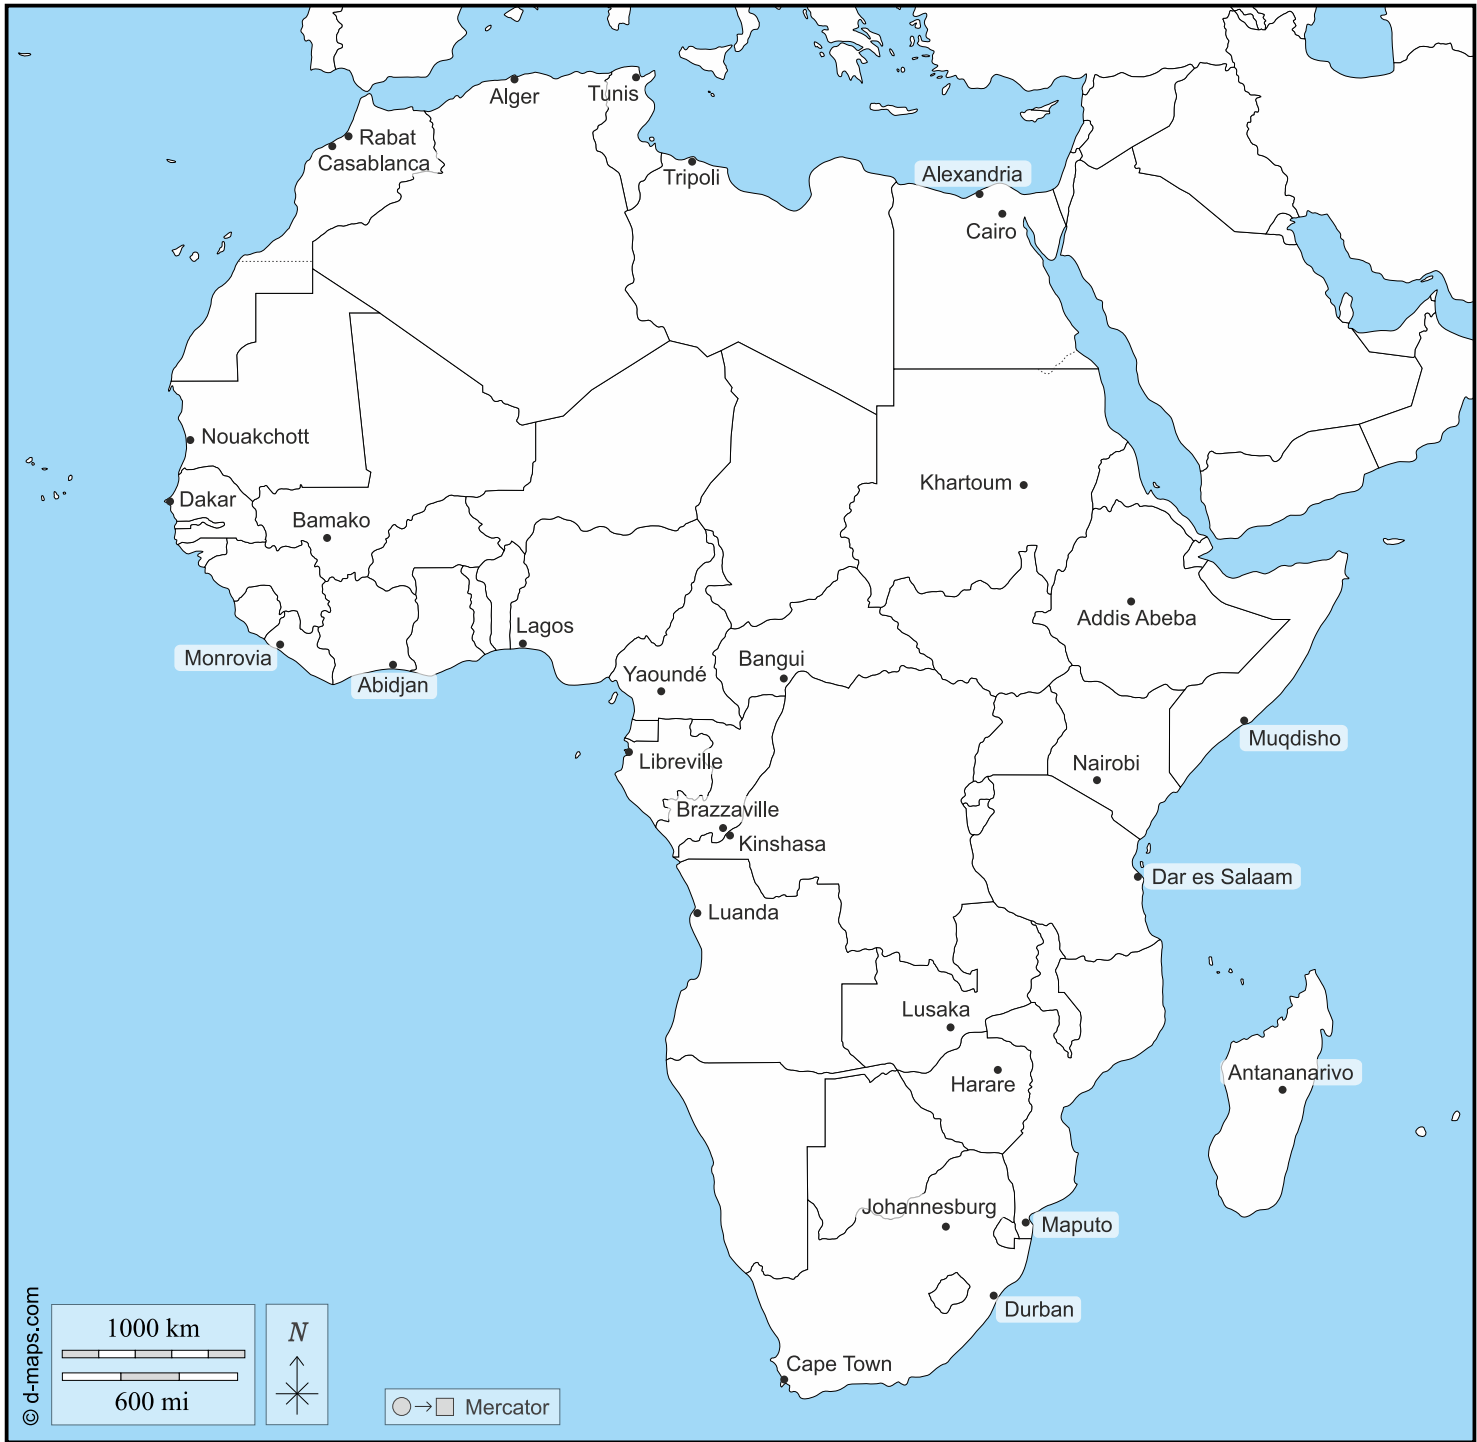 Alger
Tunis
Rabat
Casablanca
Tripoli
Alexandria
Cairo
Nouakchott
Khartoum
Dakar
Bamako
Addis Abeba
Lagos
Monrovia
Abidjan
Yaoundé
Bangui
Muqdisho
Libreville
Nairobi
Brazzaville
Kinshasa
Dar es Salaam
Luanda
Lusaka
Harare
Antananarivo
Johannesburg
Maputo
Durban
Cape Town
© d-maps.com
1000 km
600 mi
N
Mercator